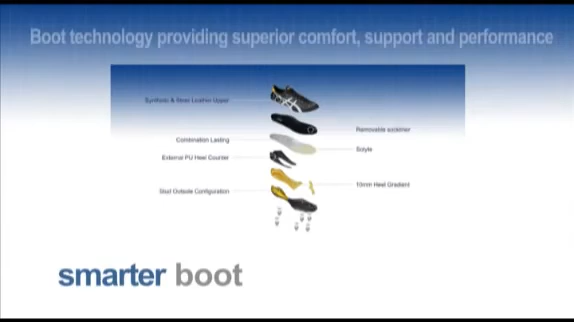 Boot technology providing superior comfort, support and performance
Synthetic & Steer Leather Upper
Removable sockliner
Combination Lasting
Solyte
External PU Heel Counter
10mm Heel Gradient
Stud Outsole Configuration
smarter boot